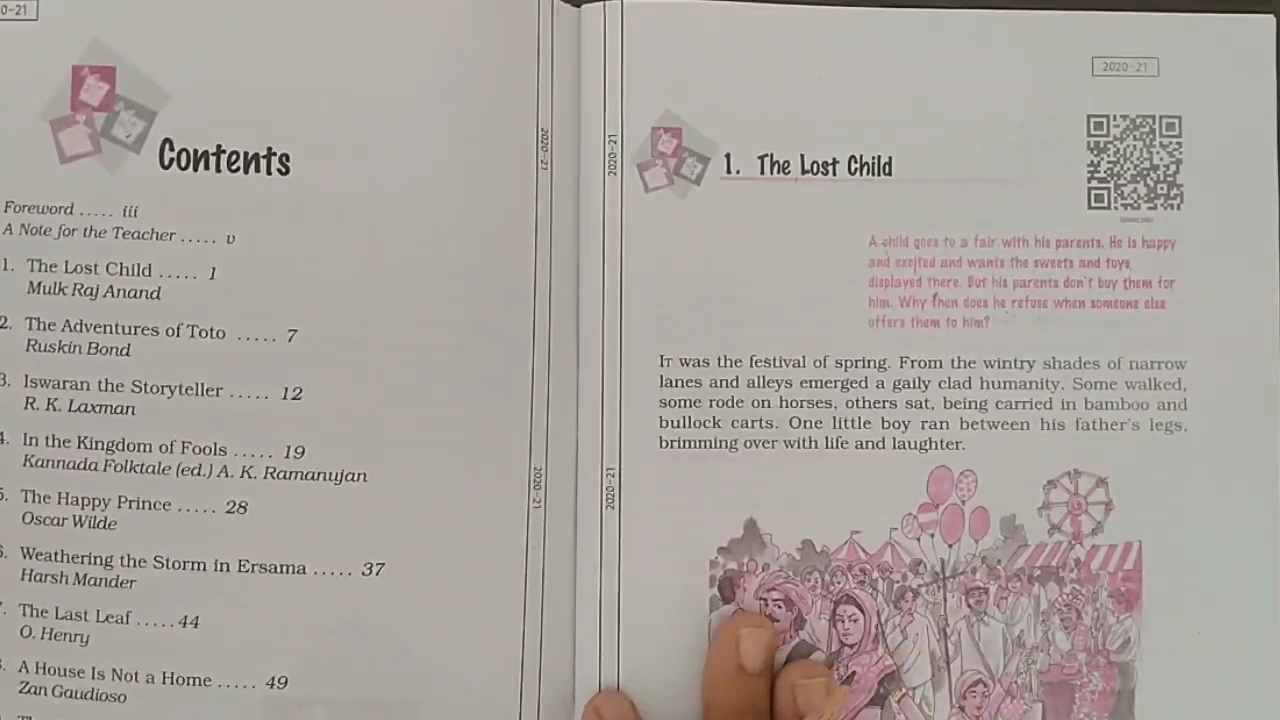 0-21
Contents
Foreword ..... iii
A Note for the Teacher ..... v
1. The Lost Child ..... 1
Mulk Raj Anand
2. The Adventures of Toto ..... 7
Ruskin Bond
3. Iswaran the Storyteller ..... 12
R. K. Laxman
4. In the Kingdom of Fools ..... 19
Kannada Folktale (ed.) A. K. Ramanujan
5. The Happy Prince ..... 28
Oscar Wilde
6. Weathering the Storm in Ersama ..... 37
Harsh Mander
7. The Last Leaf ..... 44
O. Henry
8. A House Is Not a Home ..... 49
Zan Gaudioso
2020-21
2020-21
2020-21
2020-21
2020-21
1. The Lost Child
A child goes to a fair with his parents. He is happy
and excited and wants the sweets and toys
displayed there. But his parents don't buy them for
him. Why then does he refuse when someone else
offers them to him?
IT was the festival of spring. From the wintry shades of narrow
lanes and alleys emerged a gaily clad humanity. Some walked,
some rode on horses, others sat, being carried in bamboo and
bullock carts. One little boy ran between his father's legs,
brimming over with life and laughter.